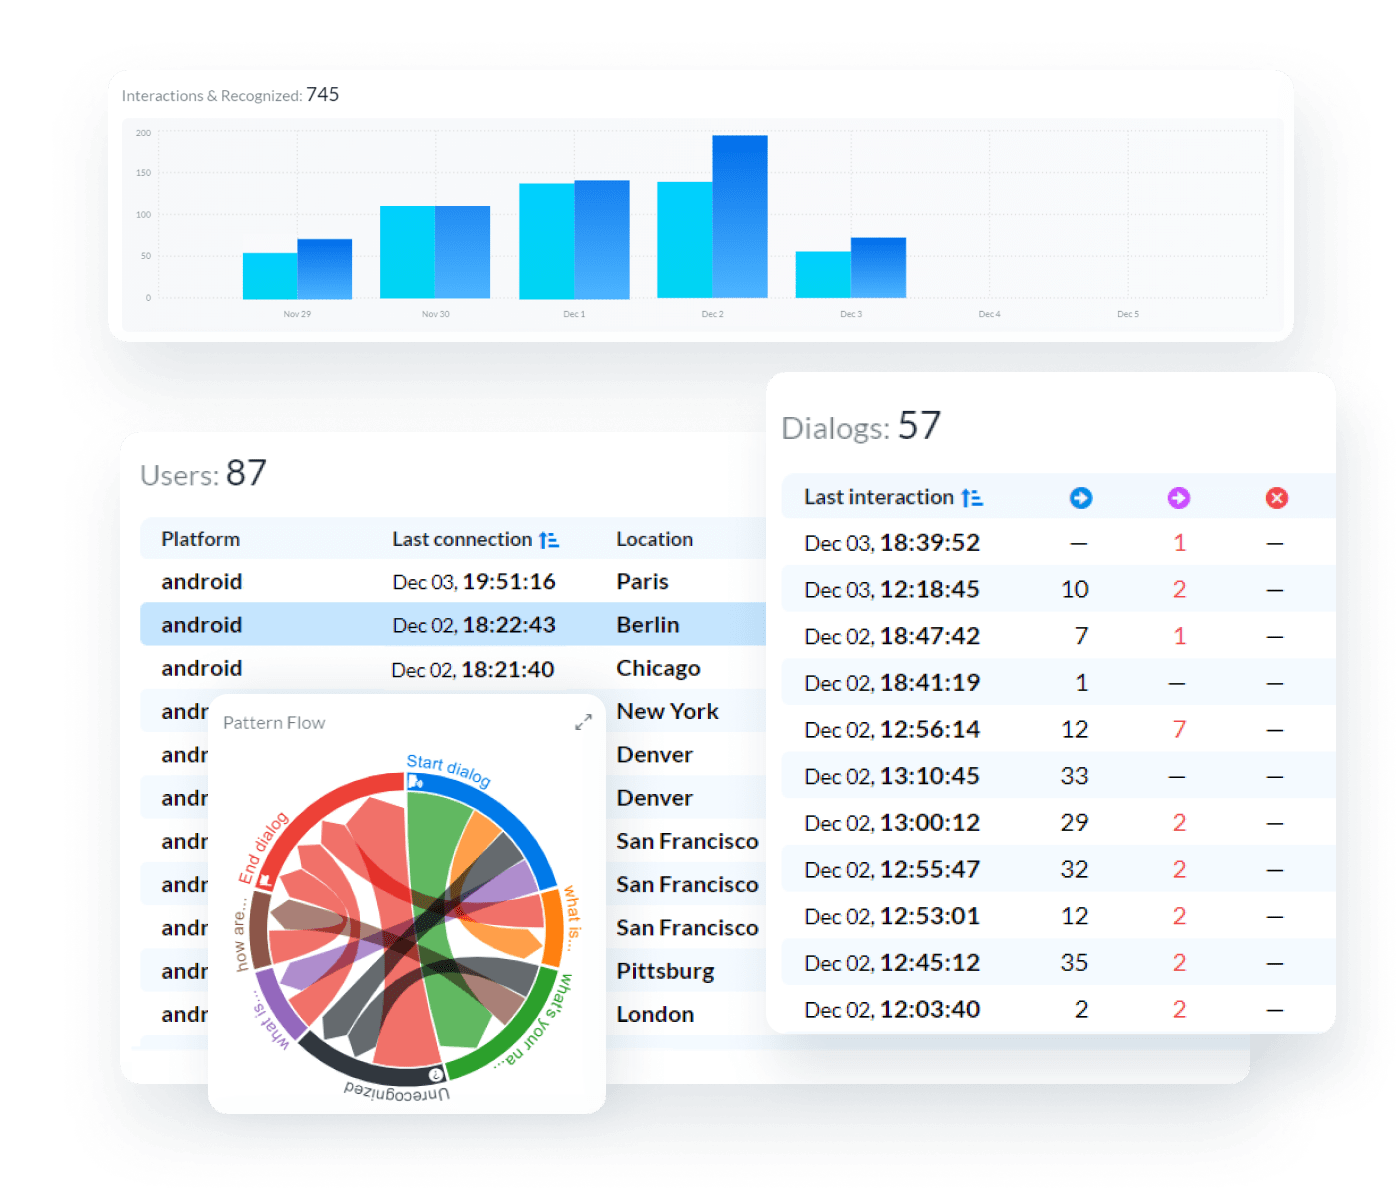 Interactions & Recognized: 745
200
150
100
50
0
Nov 29 Nov 30 Dec 1 Dec 2 Dec 3 Dec 4 Dec 5
Users: 87
Platform Last connection Location
android Dec 03, 19:51:16 Paris
android Dec 02, 18:22:43 Berlin
android Dec 02, 18:21:40 Chicago
andr New York
andr Denver
andr Denver
andr San Francisco
andr San Francisco
andr San Francisco
andr Pittsburg
andr London
Pattern Flow
Start dialog
what is...
what's your na...
Unrecognized
what is...
how are...
End dialog
?
Dialogs: 57
Last interaction
Dec 03, 18:39:52 — 1 —
Dec 03, 12:18:45 10 2 —
Dec 02, 18:47:42 7 1 —
Dec 02, 18:41:19 1 — —
Dec 02, 12:56:14 12 7 —
Dec 02, 13:10:45 33 — —
Dec 02, 13:00:12 29 2 —
Dec 02, 12:55:47 32 2 —
Dec 02, 12:53:01 12 2 —
Dec 02, 12:45:12 35 2 —
Dec 02, 12:03:40 2 2 —